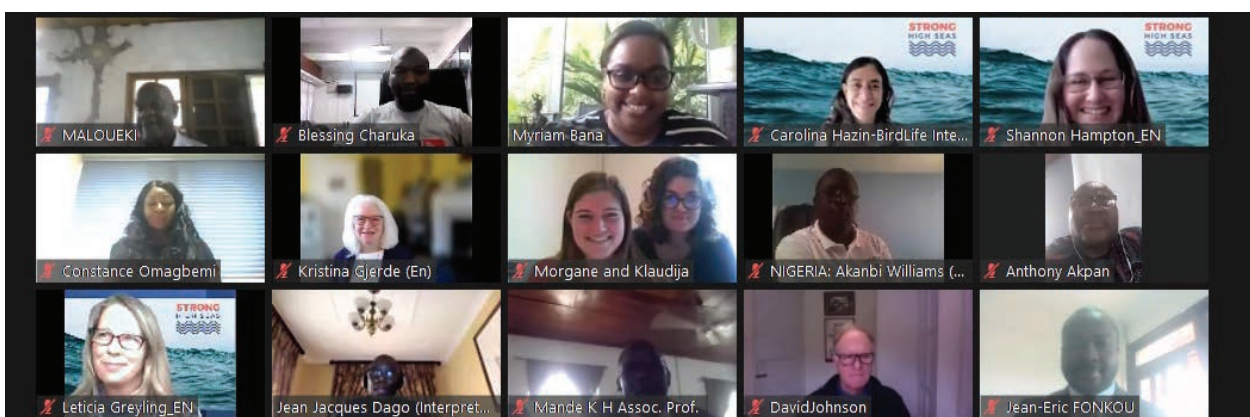 MALOUEKI
Blessing Charuka
Myriam Bana
STRONG
HIGH SEAS
Carolina Hazin-BirdLife Inte...
STRONG
HIGH SEAS
Shannon Hampton_EN
Constance Omagbemi
Kristina Gjerde (En)
Morgane and Klaudija
NIGERIA: Akanbi Williams (...
Anthony Akpan
STRONG
HIGH SEAS
Leticia Greyling_EN
Jean Jacques Dago (Interpret...
Mande K H Assoc. Prof.
DavidJohnson
Jean-Eric FONKOU